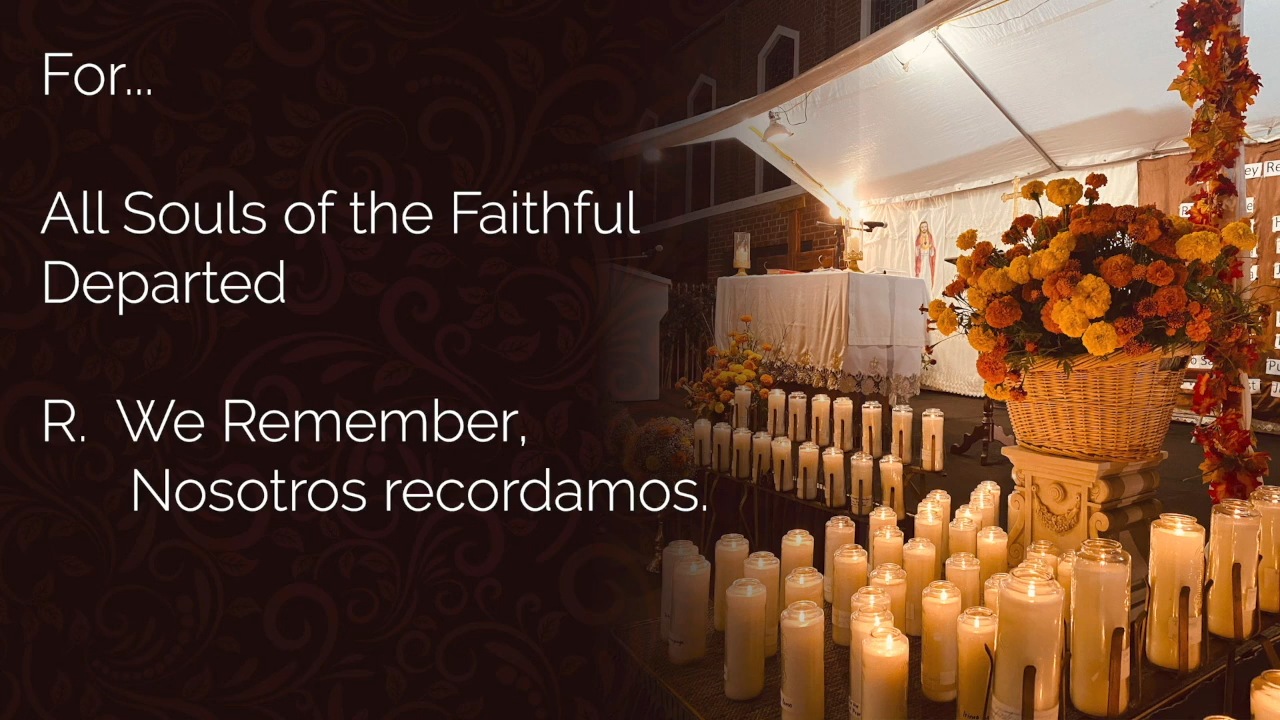 For...
All Souls of the Faithful
Departed
R. We Remember,
Nosotros recordamos.